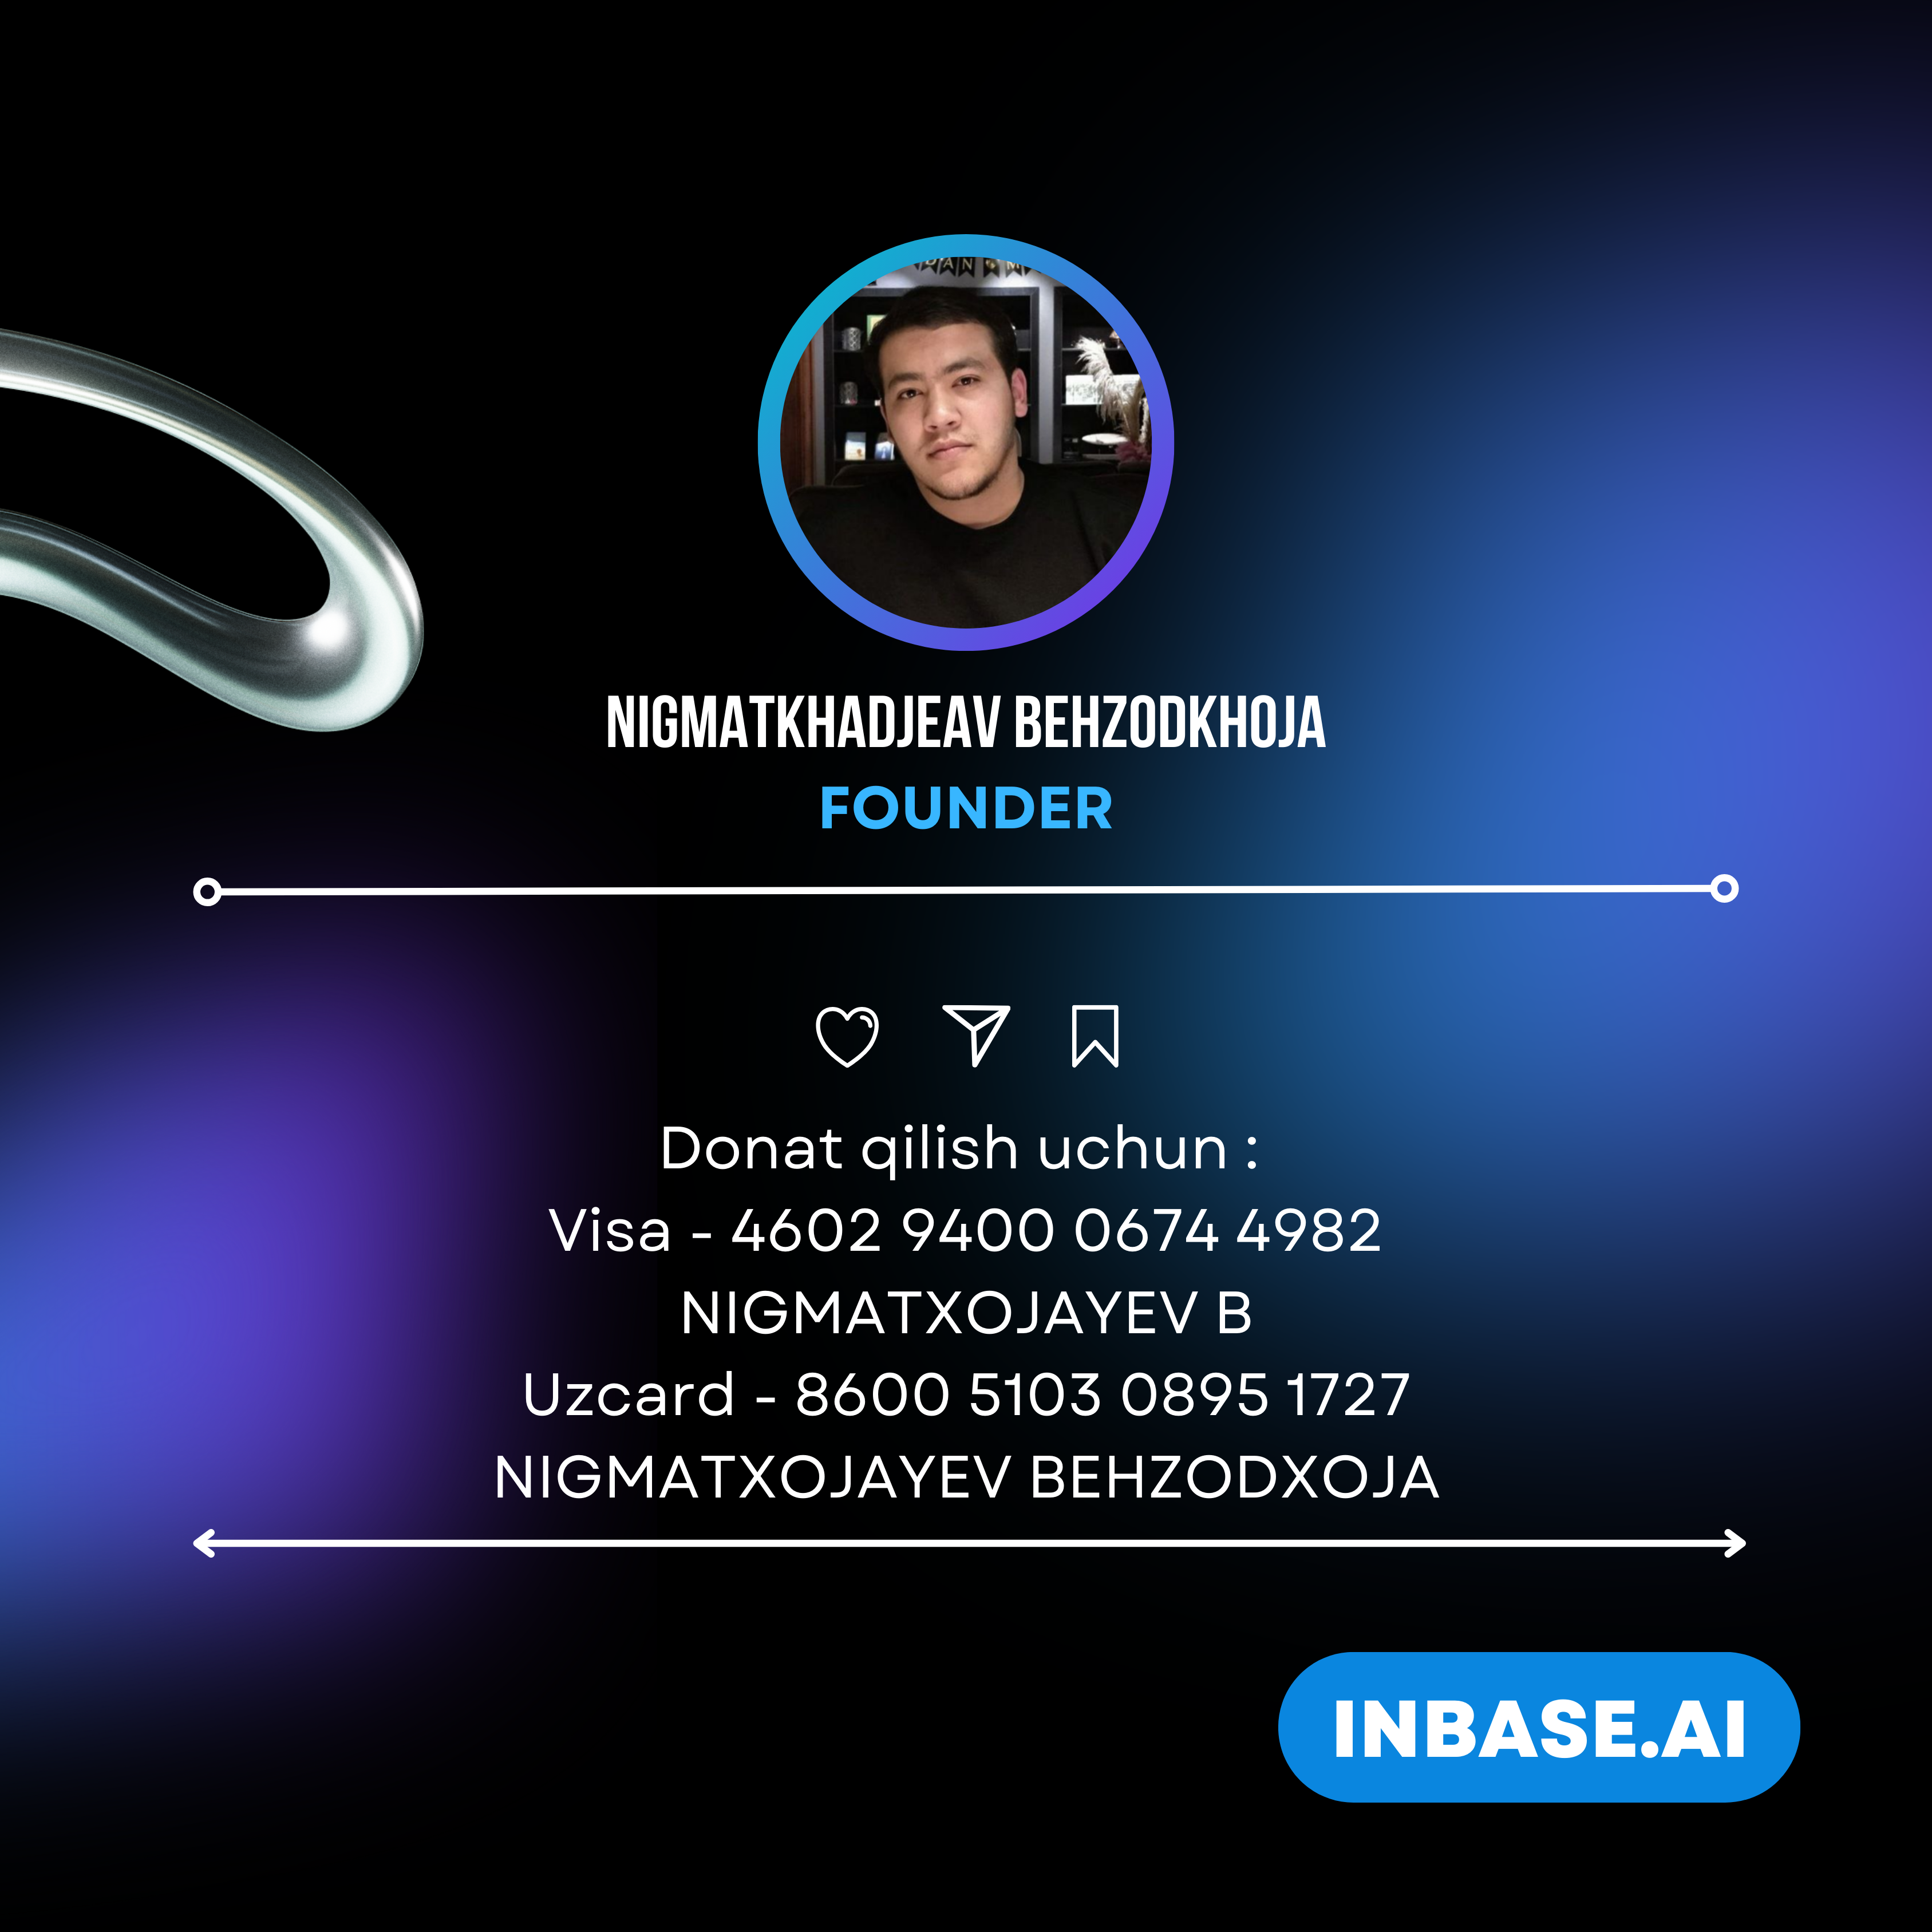 NIGMATKHADJEAV BEHZODKHOJA
FOUNDER
Donat qilish uchun :
Visa - 4602 9400 0674 4982
NIGMATXOJAYEV B
Uzcard - 8600 5103 0895 1727
NIGMATXOJAYEV BEHZODXOJA
INBASE.AI